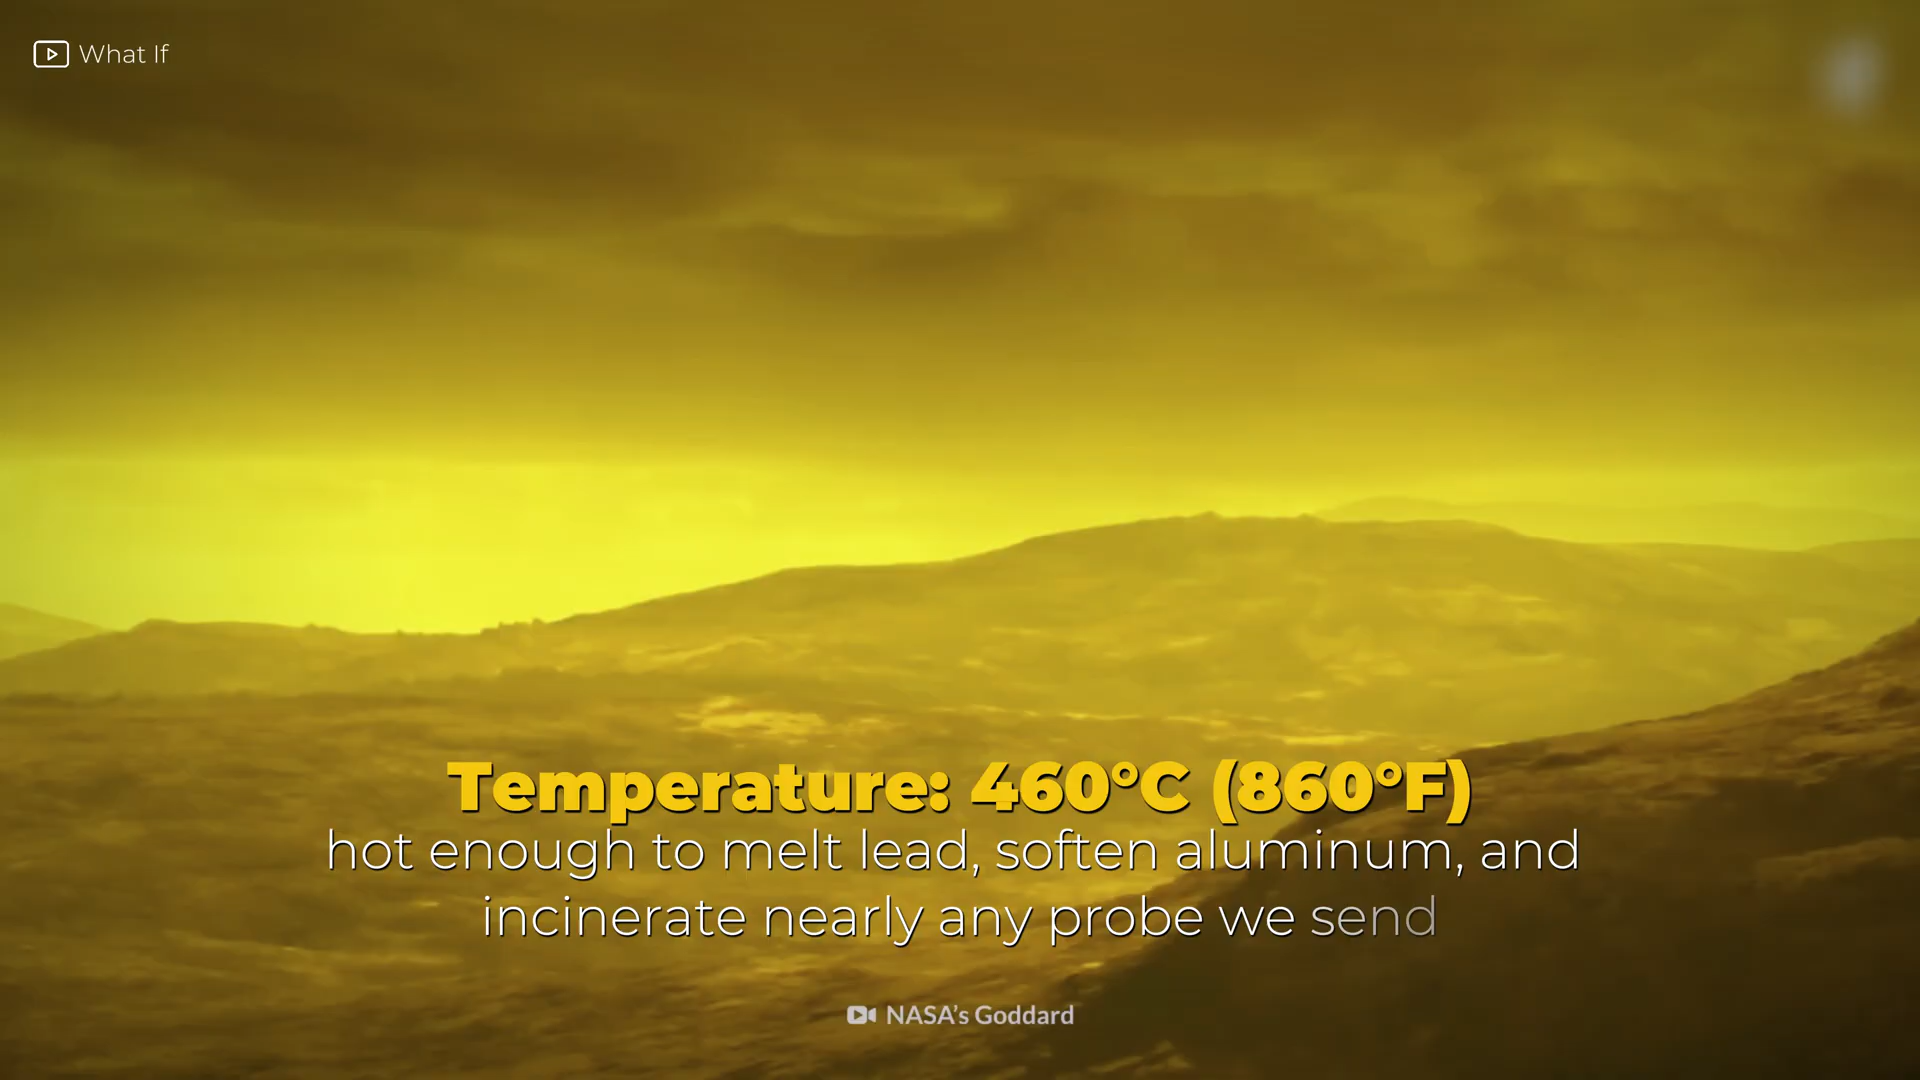 What If
Temperature: 460°C (860°F)
hot enough to melt lead, soften aluminum, and
incinerate nearly any probe we send
NASA's Goddard